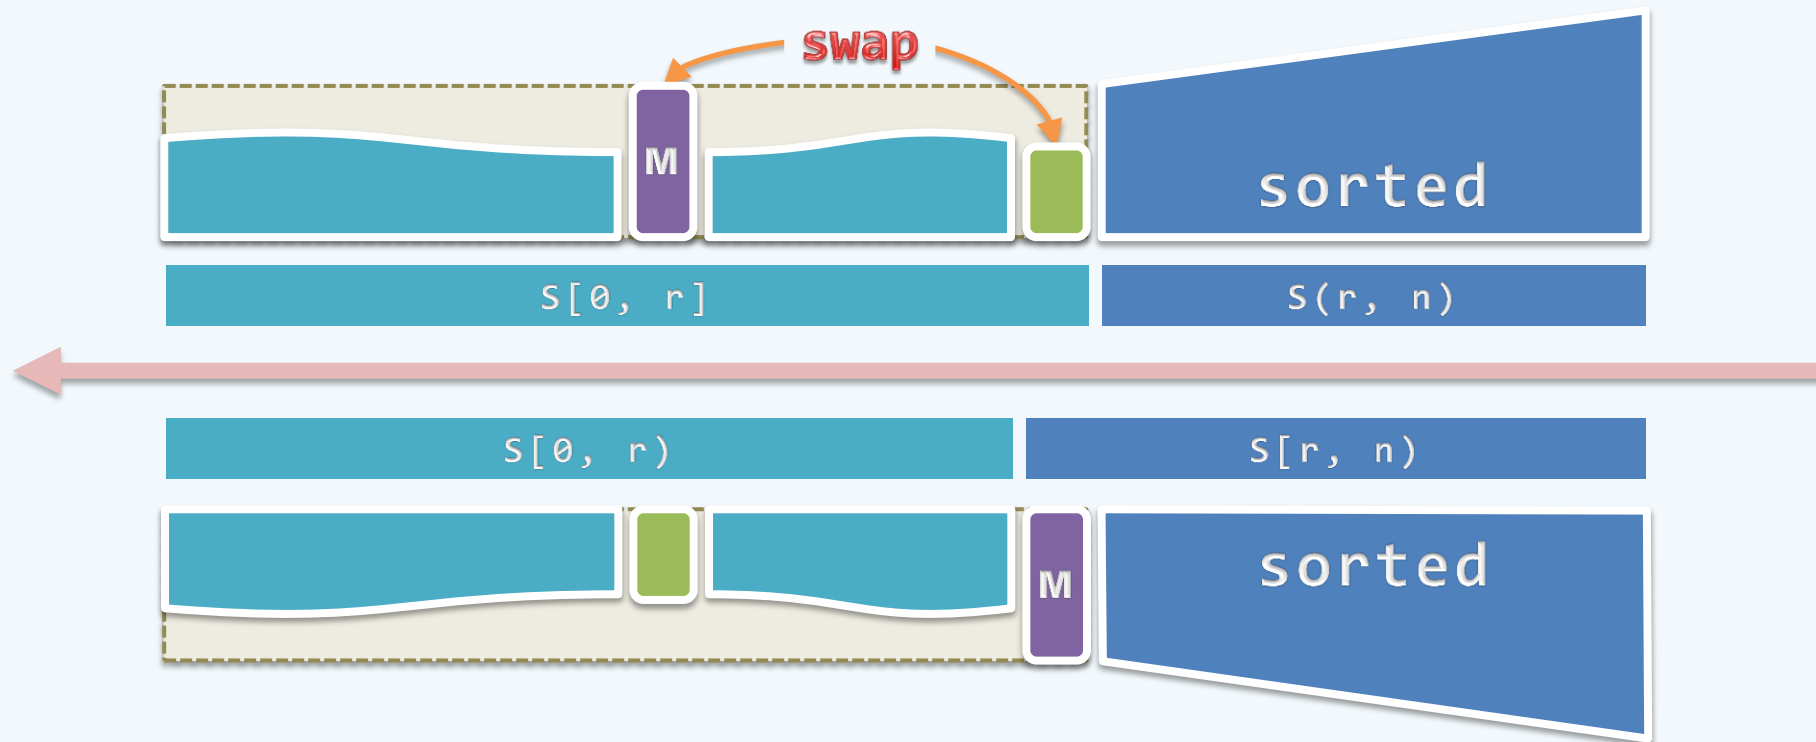 swap
M
sorted
S[0, r]
S(r, n)
S[0, r)
S[r, n)
sorted
M